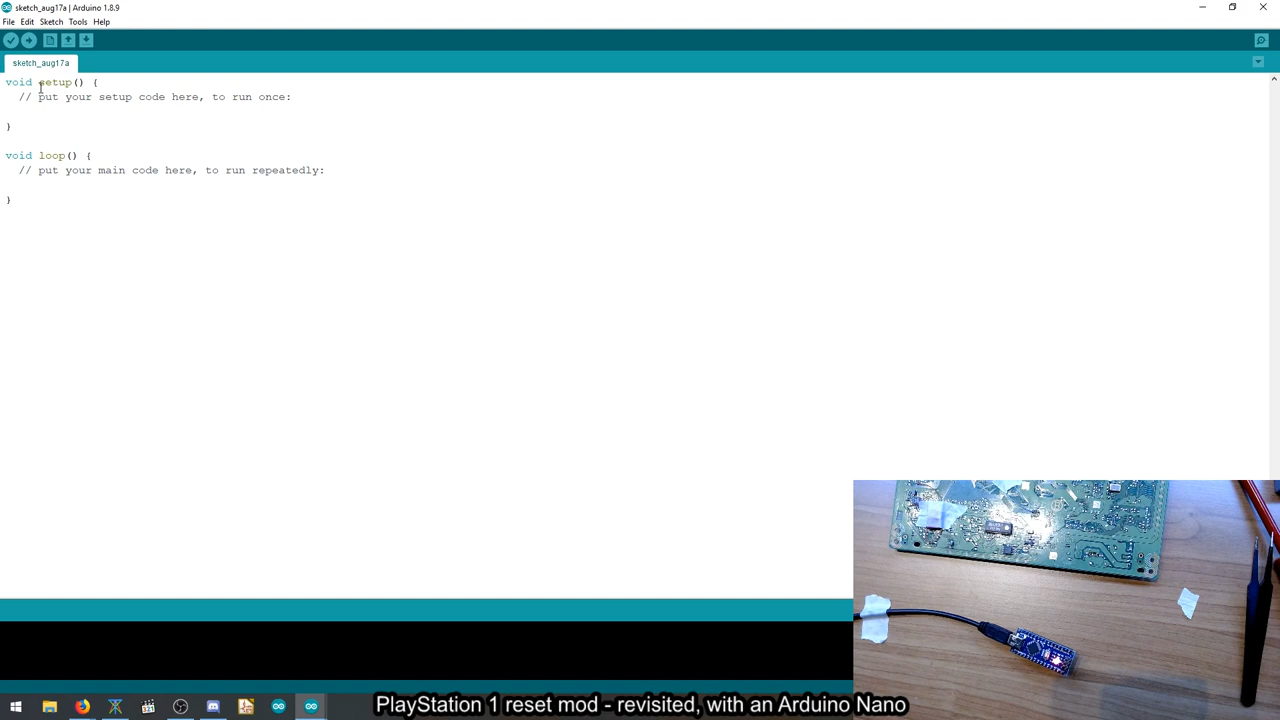 sketch_aug17a | Arduino 1.8.9
File Edit Sketch Tools Help
sketch_aug17a
void setup() {
// put your setup code here, to run once:
}
void loop() {
// put your main code here, to run repeatedly:
}
PlayStation 1 reset mod - revisited, with an Arduino Nano